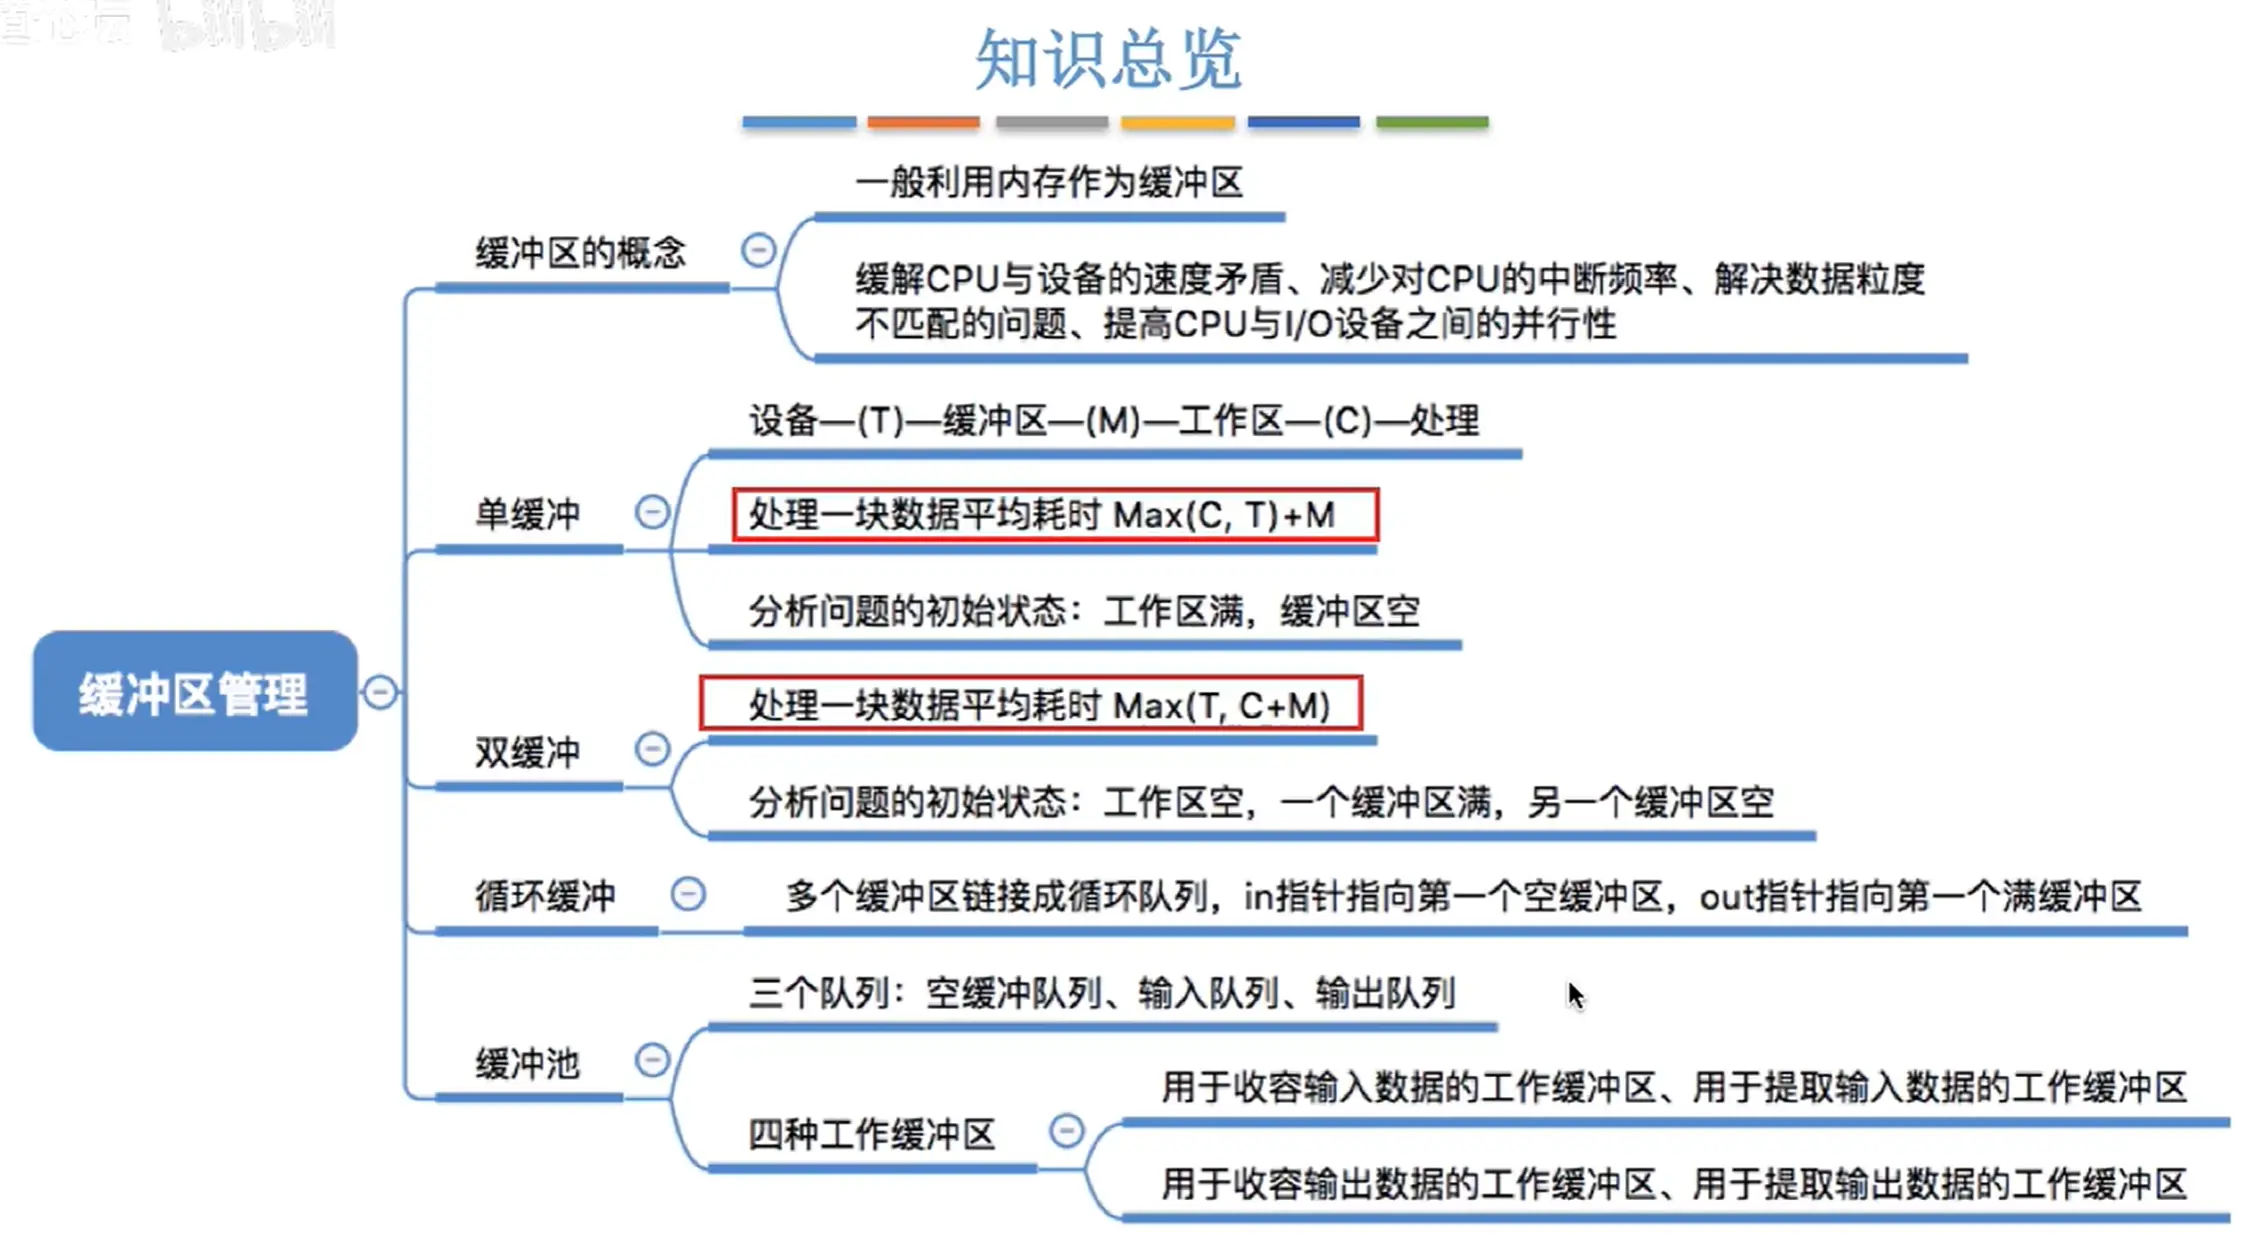 知识总览
一般利用内存作为缓冲区
缓冲区的概念
缓解CPU与设备的速度矛盾、减少对CPU的中断频率、解决数据粒度
不匹配的问题、提高CPU与I/O设备之间的并行性
设备—(T)—缓冲区—(M)—工作区—(C)—处理
单缓冲
处理一块数据平均耗时 Max(C, T)+M
分析问题的初始状态：工作区满，缓冲区空
缓冲区管理
处理一块数据平均耗时 Max(T, C+M)
双缓冲
分析问题的初始状态：工作区空，一个缓冲区满，另一个缓冲区空
循环缓冲
多个缓冲区链接成循环队列，in指针指向第一个空缓冲区，out指针指向第一个满缓冲区
三个队列：空缓冲队列、输入队列、输出队列
缓冲池
四种工作缓冲区
用于收容输入数据的工作缓冲区、用于提取输入数据的工作缓冲区
用于收容输出数据的工作缓冲区、用于提取输出数据的工作缓冲区